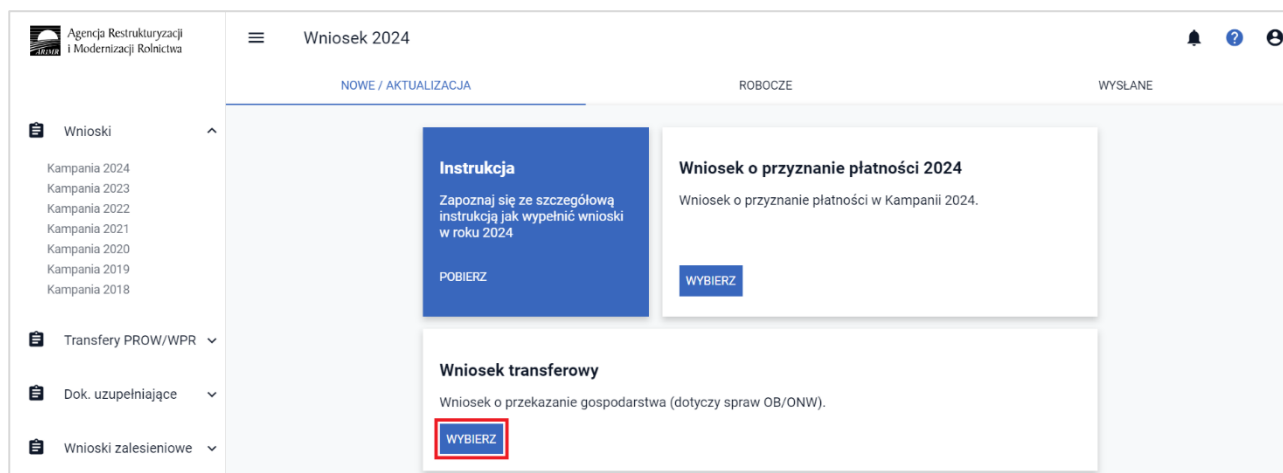 Agencja Restrukturyzacji
i Modernizacji Rolnictwa
ARiMR
Wniosek 2024
NOWE / AKTUALIZACJA
ROBOCZE
WYSŁANE
Wnioski
Kampania 2024
Kampania 2023
Kampania 2022
Kampania 2021
Kampania 2020
Kampania 2019
Kampania 2018
Transfery PROW/WPR
Dok. uzupełniające
Wnioski zalesieniowe
Instrukcja
Zapoznaj się ze szczegółową
instrukcją jak wypełnić wnioski
w roku 2024
POBIERZ
Wniosek o przyznanie płatności 2024
Wniosek o przyznanie płatności w Kampanii 2024.
WYBIERZ
Wniosek transferowy
Wniosek o przekazanie gospodarstwa (dotyczy spraw OB/ONW).
WYBIERZ